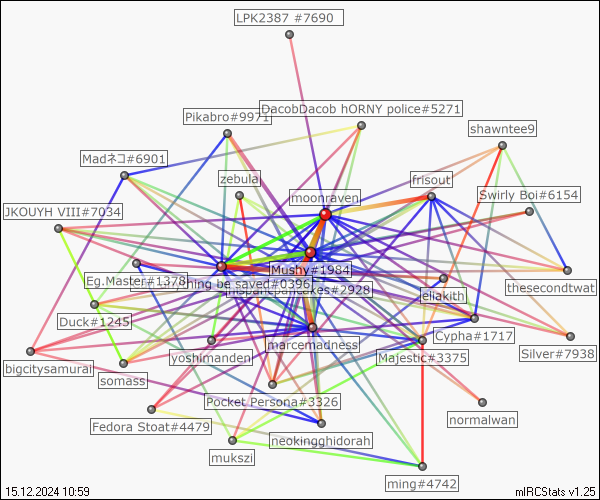 LPK2387 #7690
DacobDacob hORNY police#5271
Pikabro#9971
shawntee9
Madネコ#6901
zebula
frisout
moonraven
Swirly Boi#6154
JKOUYH VIII#7034
Mushy#1984
Eg.Master#1378
hing be saved#0396
cakes#2928
eliakith
thesecondtwat
Duck#1245
Cypha#1717
marcemadness
yoshimanden
Majestic#3375
Silver#7938
bigcitysamurai
somass
Pocket Persona#3326
normalwan
Fedora Stoat#4479
neokingghidorah
mukszi
ming#4742
15.12.2024 10:59
mIRCStats v1.25